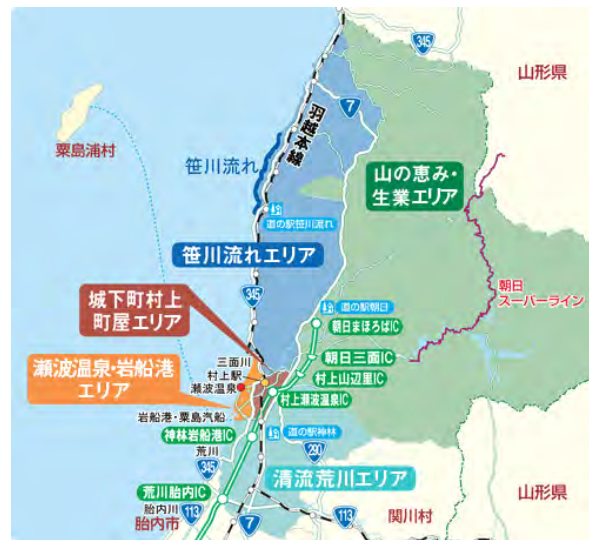 345
山形県
7
羽越本線
粟島浦村
笹川流れ
山の恵み・
生業エリア
道の駅笹川流れ
笹川流れエリア
朝日
スーパーライン
城下町村上
町屋エリア
345
道の駅朝日
朝日まほろばIC
三面川
村上駅
瀬波温泉
朝日三面IC
村上山辺里IC
瀬波温泉・岩船港
エリア
村上瀬波温泉IC
岩船港・粟島汽船
神林岩船港IC
道の駅神林
荒川
290
345
清流荒川エリア
荒川胎内IC
山形県
胎内川
113
胎内市
7
113
関川村